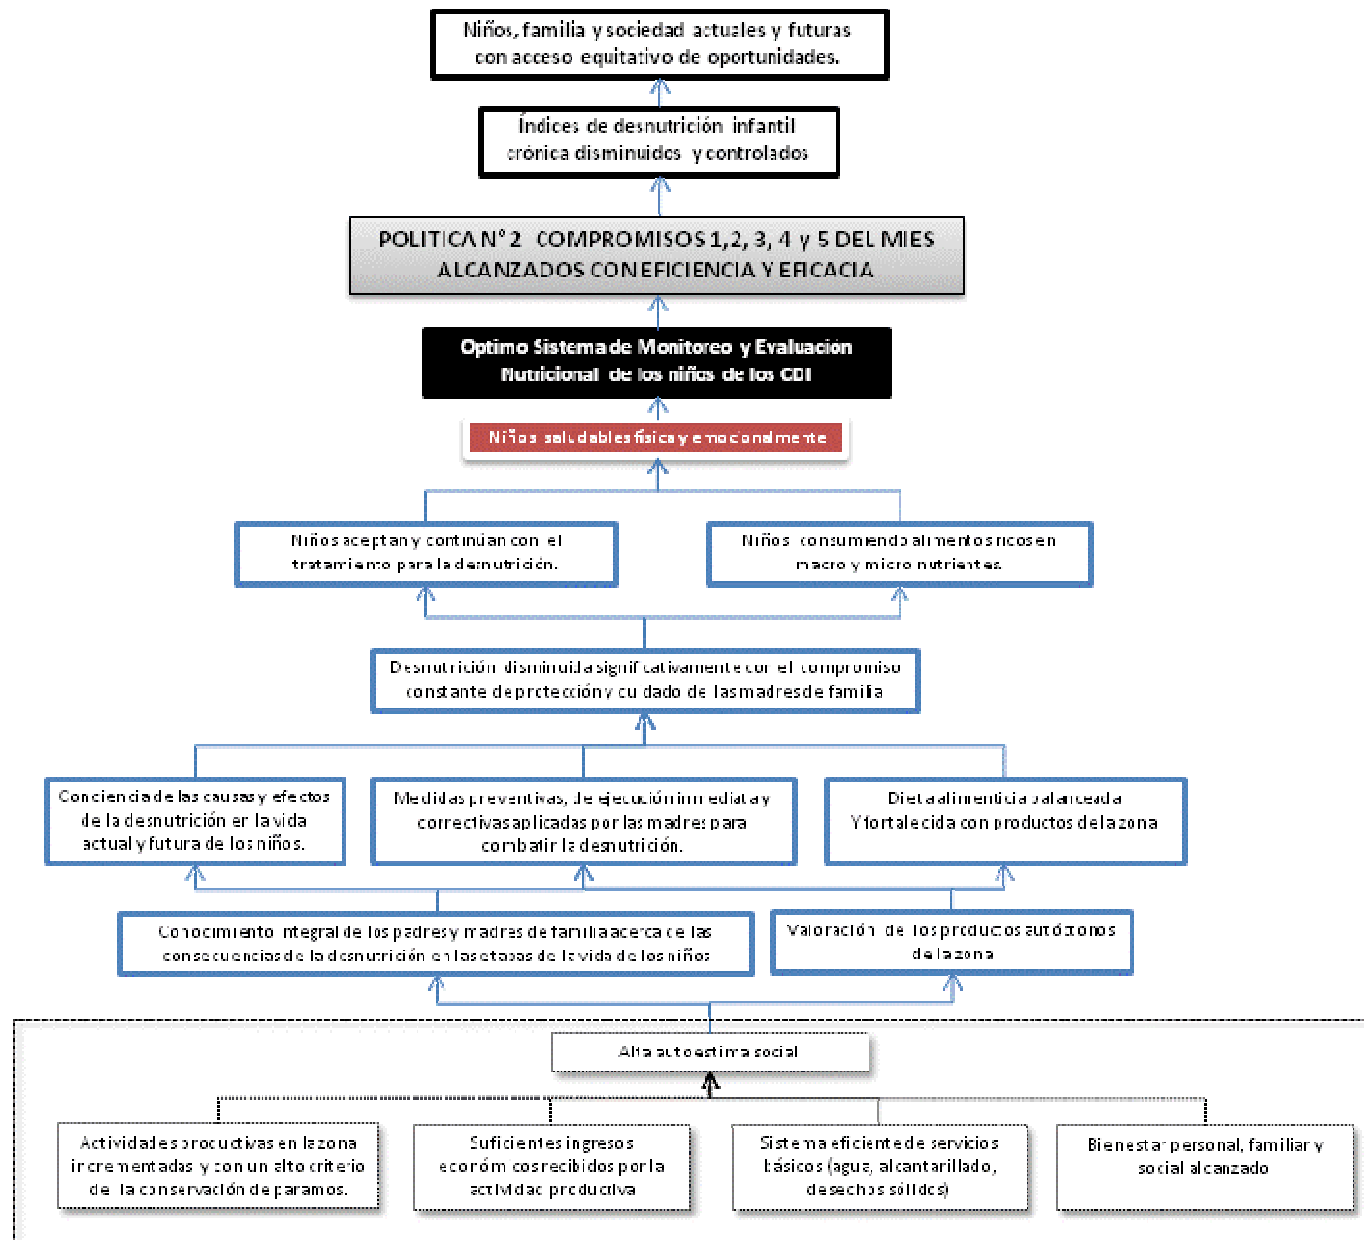 Niños, familia y sociedad actuales y futuras
con acceso equitativo de oportunidades.
Índices de desnutrición infantil
crónica disminuidos y controlados
POLITICA N° 2 COMPROMISOS 1,2, 3, 4 y 5 DEL MIES
ALCANZADOS CON EFICIENCIA Y EFICACIA
Optimo Sistema de Monitoreo y Evaluación
Nutricional de los niños de los CDI
Niños saludables física y emocionalmente
Niños aceptan y continúan con el
tratamiento para la desnutrición.
Niños consumiendo alimentos ricos en
macro y micro nutrientes.
Desnutrición disminuida significativamente con el compromiso
constante de protección y cuidado de las madres de familia
Conciencia de las causas y efectos
de la desnutrición en la vida
actual y futura de los niños.
Medidas preventivas, de ejecución inmediata y
correctivas aplicadas por las madres para
combatir la desnutrición.
Dieta alimenticia balanceada
Y fortalecida con productos de la zona
Conocimiento integral de los padres y madres de familia acerca de las
consecuencias de la desnutrición en las etapas de la vida de los niños
Valoración de los productos autóctonos
de la zona
Alta autoestima social
Actividades productivas en la zona
incrementadas y con un alto criterio
de la conservación de paramos.
Suficientes ingresos
económicos recibidos por la
actividad productiva
Sistema eficiente de servicios
básicos (agua, alcantarillado,
desechos sólidos)
Bienestar personal, familiar y
social alcanzado